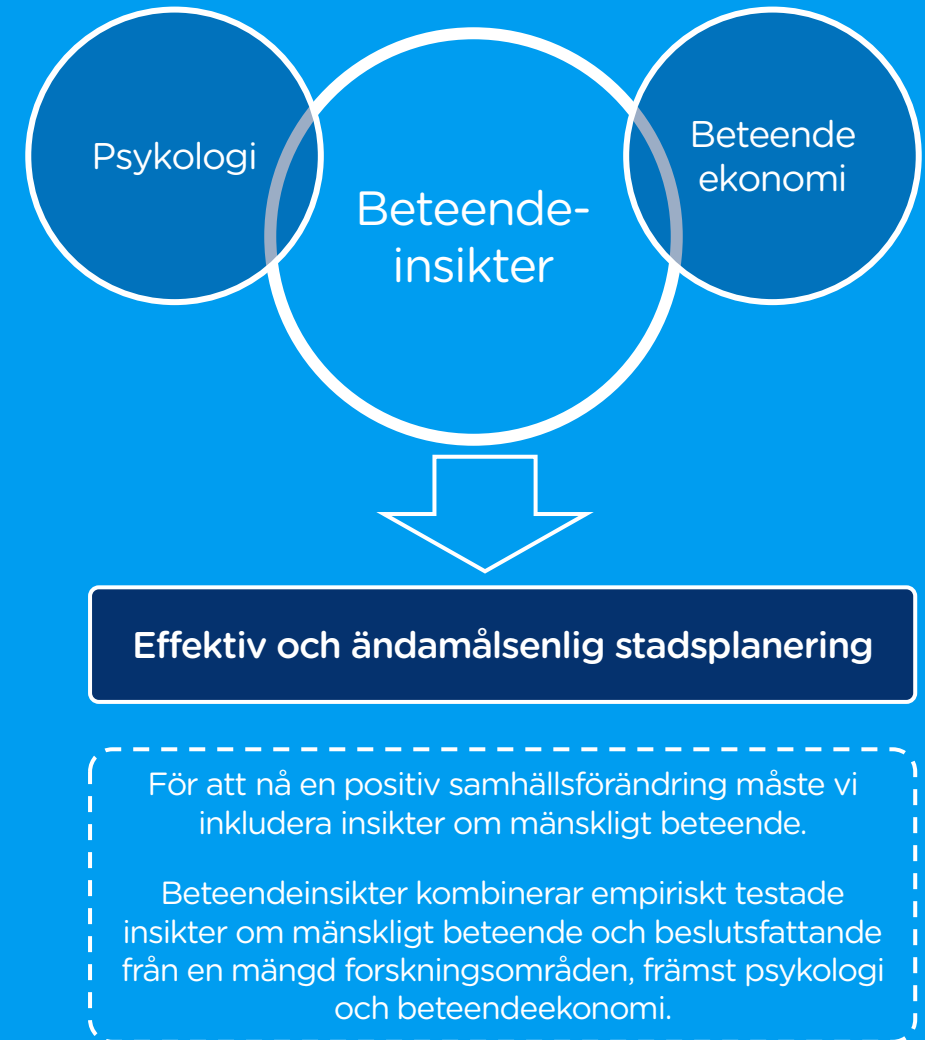 Psykologi
Beteende-
insikter
Beteende
ekonomi
Effektiv och ändamålsenlig stadsplanering
För att nå en positiv samhällsförändring måste vi
inkludera insikter om mänskligt beteende.
Beteendeinsikter kombinerar empiriskt testade
insikter om mänskligt beteende och beslutsfattande
från en mängd forskningsområden, främst psykologi
och beteendeekonomi.